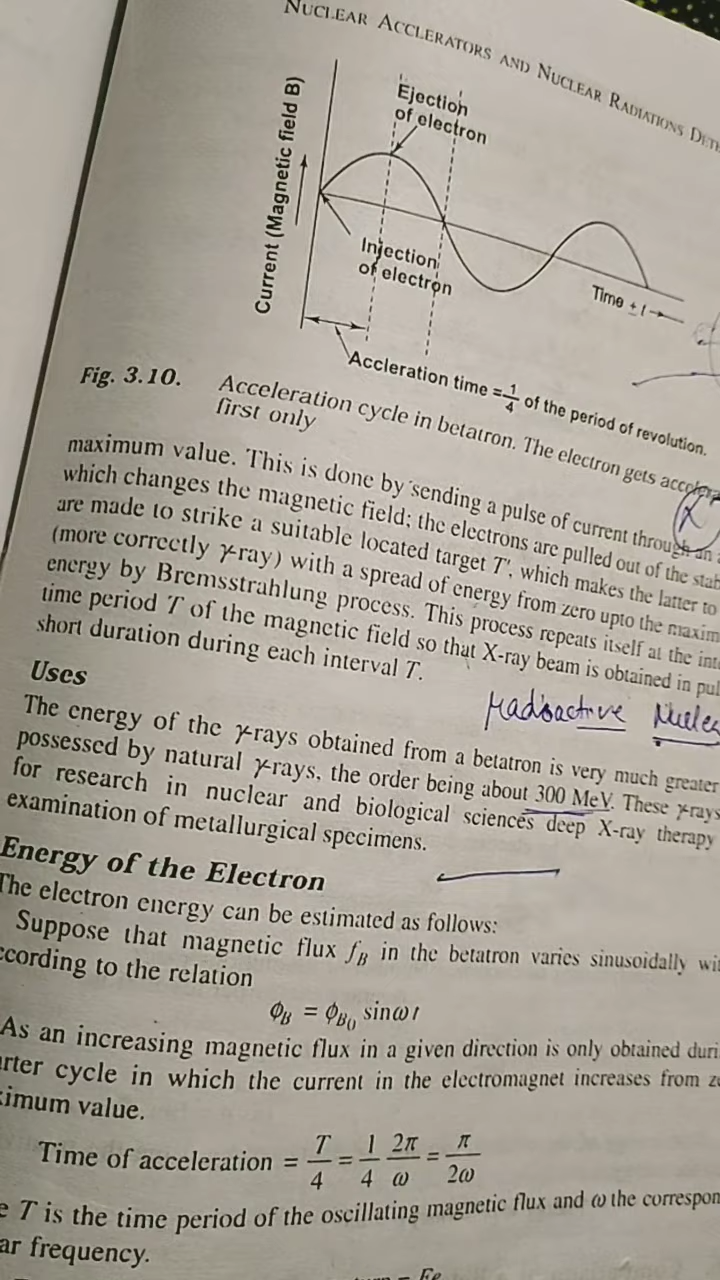 NUCLEAR ACCLERATORS AND NUCLEAR RADIATIONS
Current (Magnetic field B)
Ejection
of electron
Injection
of electron
Time ± t
Accleration time = 1/4 of the period of revolution.
Fig. 3.10. Acceleration cycle in betatron. The electron gets
first only
maximum value. This is done by sending a pulse of current through an
which changes the magnetic field; the electrons are pulled out of the
are made to strike a suitable located target T', which makes the latter to
(more correctly γ-ray) with a spread of energy from zero upto the
energy by Bremsstrahlung process. This process repeats itself at the
time period T of the magnetic field so that X-ray beam is obtained in
short duration during each interval T.
Uses
The energy of the γ-rays obtained from a betatron is very much greater
possessed by natural γ-rays, the order being about 300 MeV. These γ-rays
for research in nuclear and biological sciences deep X-ray therapy
examination of metallurgical specimens.
Energy of the Electron
The electron energy can be estimated as follows:
Suppose that magnetic flux f_B in the betatron varies sinusoidally
ccording to the relation
ϕ_B = ϕ_B₀ sinω t
As an increasing magnetic flux in a given direction is only obtained
rter cycle in which the current in the electromagnet increases from
imum value.
Time of acceleration = T/4 = 1/4 2π/ω = π/2ω
e T is the time period of the oscillating magnetic flux and ω the
ar frequency.